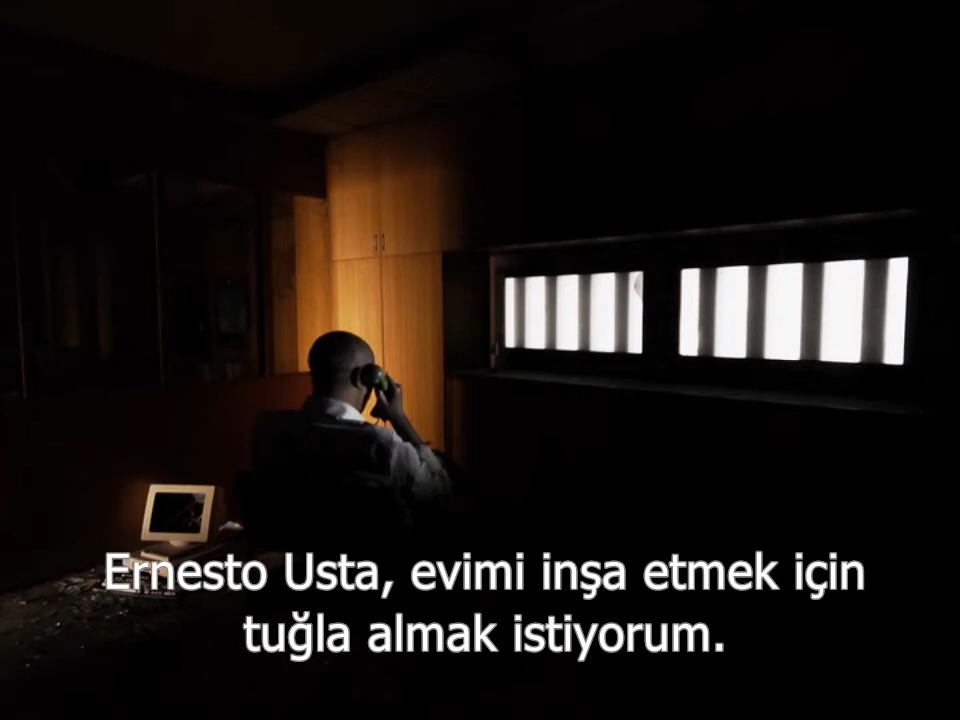 Ernesto Usta, evimi inşa etmek için
tuğla almak istiyorum.